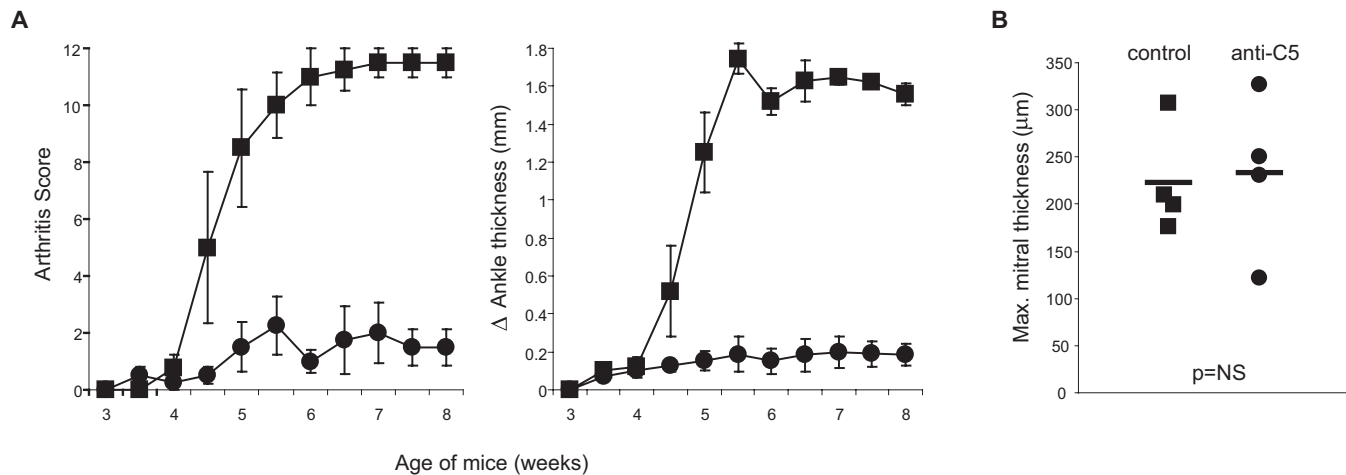 A
B
control anti-C5
Arthritis Score
12
10
8
6
4
2
0
3 4 5 6 7 8
Δ Ankle thickness (mm)
1.8
1.6
1.4
1.2
1
0.8
0.6
0.4
0.2
0
3 4 5 6 7 8
Age of mice (weeks)
Max. mitral thickness (μm)
350
300
250
200
150
100
50
0
p=NS